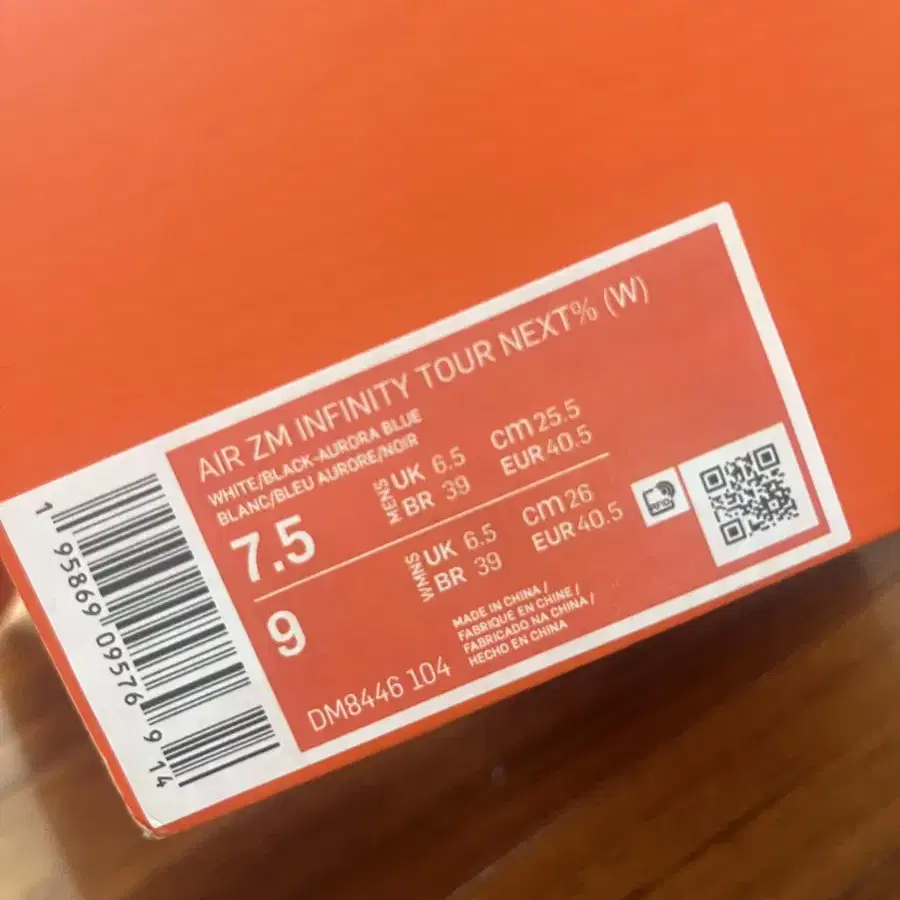 AIR ZM INFINITY TOUR NEXT% (W)
WHITE/BLACK-AURORA BLUE
BLANC/BLEU AURORE/NOIR
7.5 MENS UK 6.5 CM 25.5
BR 39 EUR 40.5
9 WMNS UK 6.5 CM 26
BR 39 EUR 40.5
DM8446 104
MADE IN CHINA /
FABRIQUE EN CHINE /
FABRICADO NA CHINA /
HECHO EN CHINA
RFID
1 95869 09576 9 14